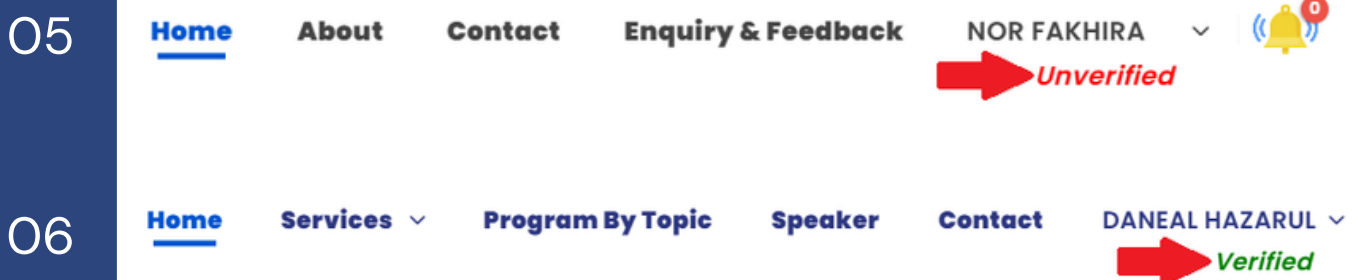 05
Home About Contact Enquiry & Feedback NOR FAKHIRA 0
Unverified
06
Home Services Program By Topic Speaker Contact DANEAL HAZARUL
Verified